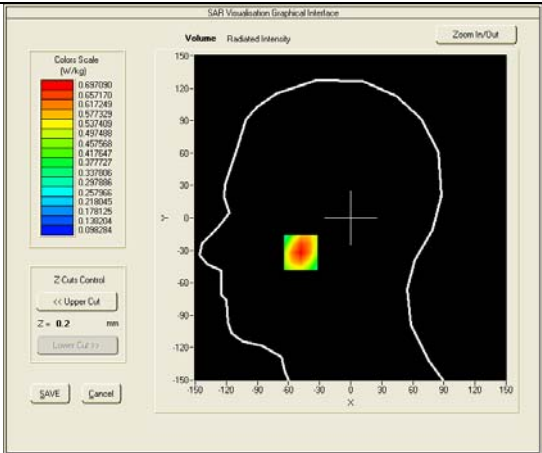 SAR Visualisation Graphical Interface
Volume Radiated Intensity
Zoom In/Out
Colors Scale
(W/kg)
0.697090
0.657170
0.617249
0.577329
0.537409
0.497488
0.457568
0.417647
0.377727
0.337806
0.297886
0.257966
0.218045
0.178125
0.138204
0.098284
Z Cuts Control
<< Upper Cut
Z = 0.2 mm
Lower Cut >>
SAVE Cancel
150-
120-
90-
60-
30-
0-
-30-
-60-
-90-
-120-
-150-
Y
-150 -120 -90 -60 -30 0 30 60 90 120 150
X